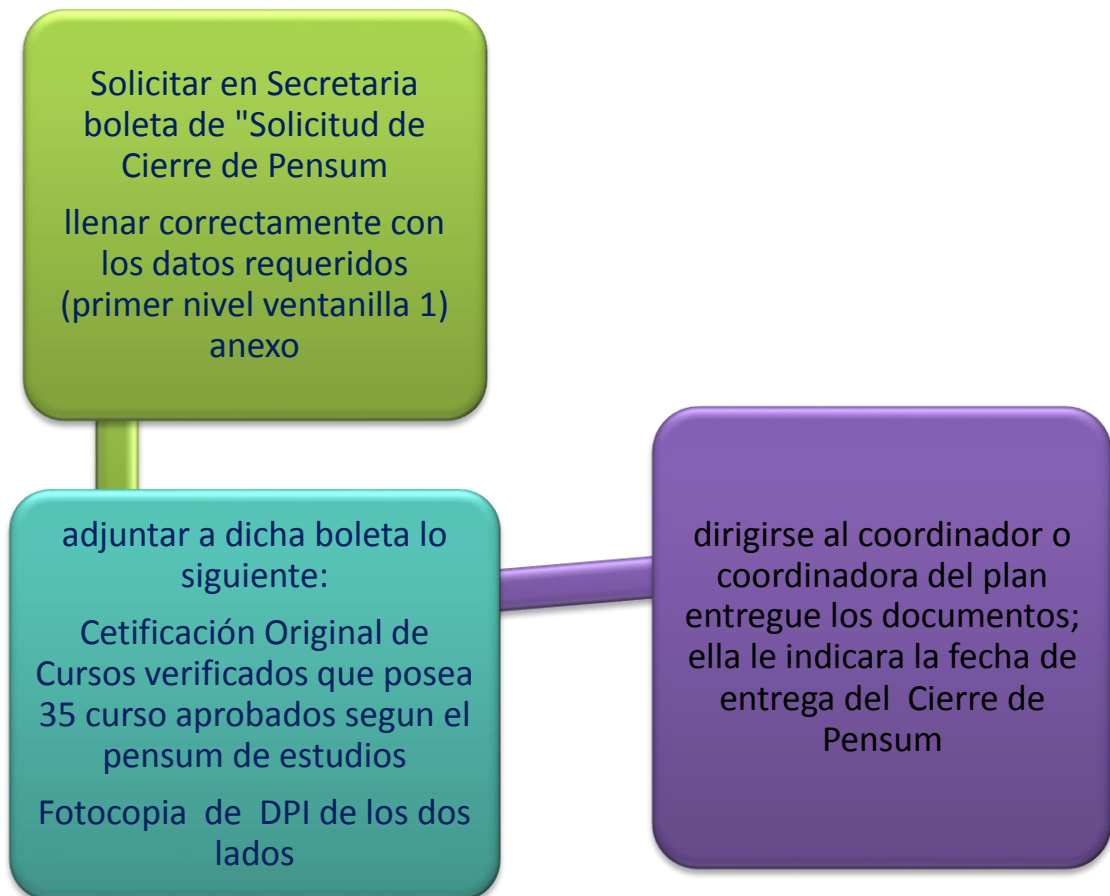 Solicitar en Secretaria
boleta de "Solicitud de
Cierre de Pensum
llenar correctamente con
los datos requeridos
(primer nivel ventanilla 1)
anexo
adjuntar a dicha boleta lo
siguiente:
Cetificación Original de
Cursos verificados que posea
35 curso aprobados segun el
pensum de estudios
Fotocopia de DPI de los dos
lados
dirigirse al coordinador o
coordinadora del plan
entregue los documentos;
ella le indicara la fecha de
entrega del Cierre de
Pensum